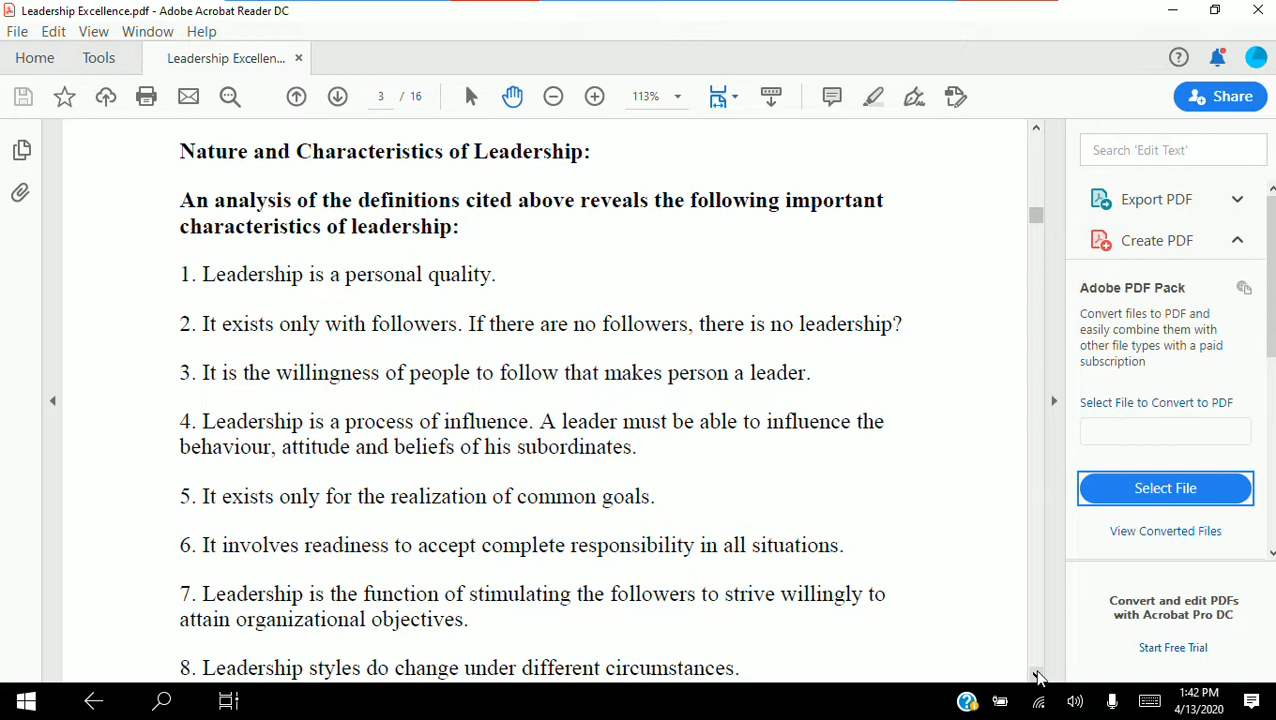 Leadership Excellence.pdf - Adobe Acrobat Reader DC
File Edit View Window Help
Home Tools Leadership Excellen... ×
3 / 16 113% Share
Nature and Characteristics of Leadership:
An analysis of the definitions cited above reveals the following important
characteristics of leadership:
1. Leadership is a personal quality.
2. It exists only with followers. If there are no followers, there is no leadership?
3. It is the willingness of people to follow that makes person a leader.
4. Leadership is a process of influence. A leader must be able to influence the
behaviour, attitude and beliefs of his subordinates.
5. It exists only for the realization of common goals.
6. It involves readiness to accept complete responsibility in all situations.
7. Leadership is the function of stimulating the followers to strive willingly to
attain organizational objectives.
8. Leadership styles do change under different circumstances.
Search 'Edit Text'
Export PDF
Create PDF
Adobe PDF Pack
Convert files to PDF and
easily combine them with
other file types with a paid
subscription
Select File to Convert to PDF
Select File
View Converted Files
Convert and edit PDFs
with Acrobat Pro DC
Start Free Trial
1:42 PM
4/13/2020